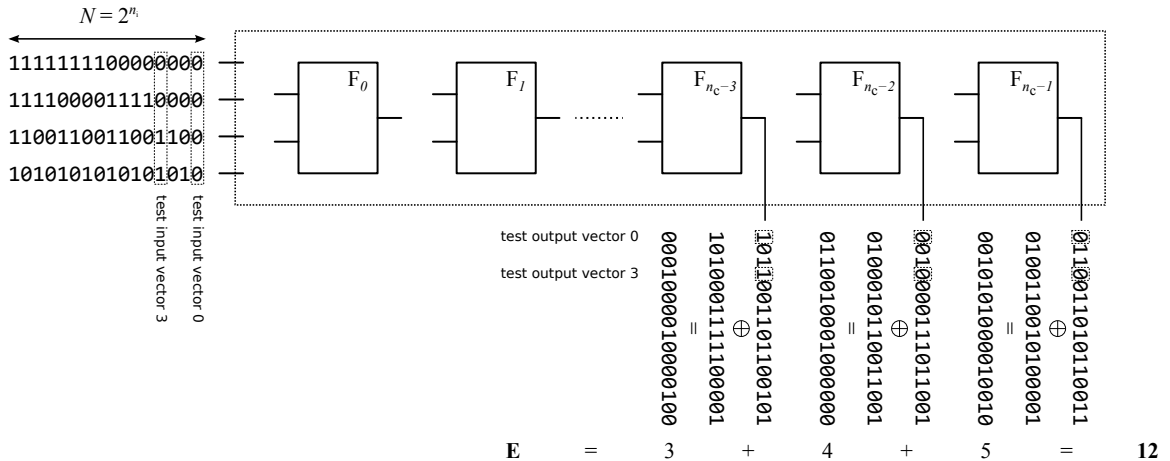 N = 2^{n_i}
1111111100000000
1111000011110000
1100110011001100
1010101010101010
test input vector 3
test input vector 0
F_0
F_1
........
F_{n_c−3}
F_{n_c−2}
F_{n_c−1}
test output vector 0
test output vector 3
0001000010000100 = 1010001111100001 ⊕ 1011001101100101
0110010001000000 = 0100010110011001 ⊕ 0010000111011001
0010101000010010 = 0100110010100001 ⊕ 0110011010110011
E = 3 + 4 + 5 = 12